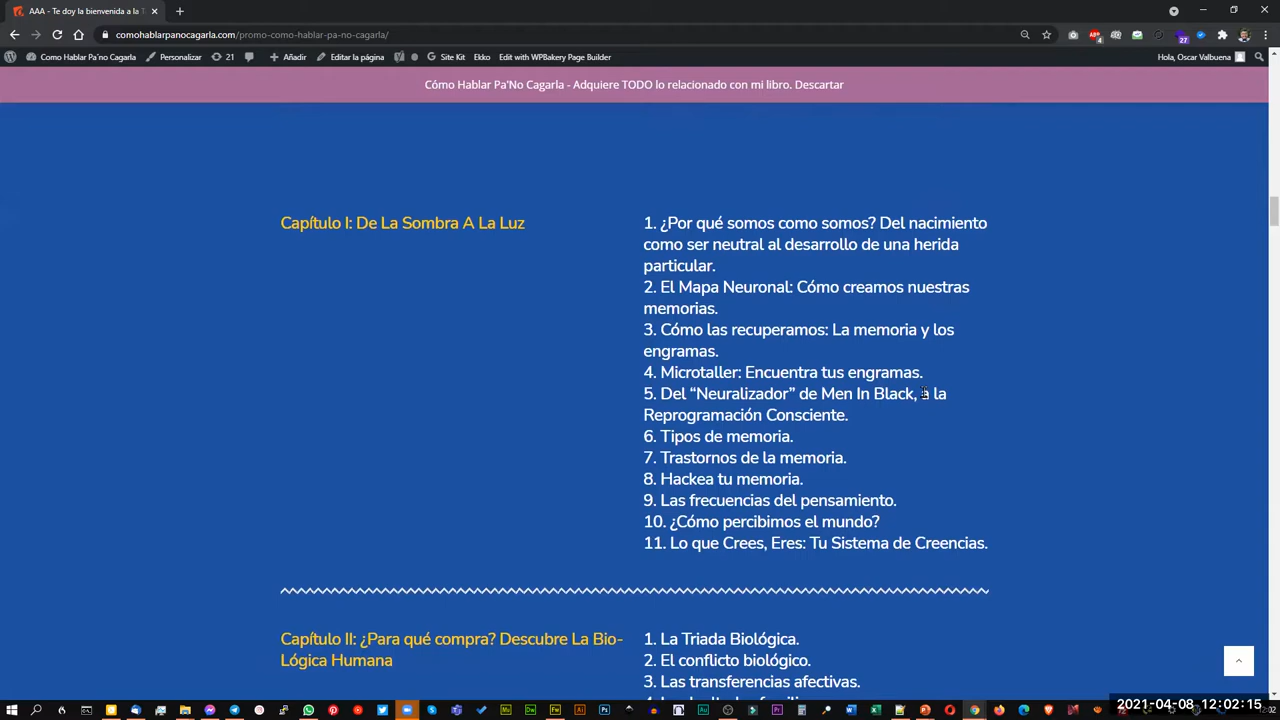 AAA - Te doy la bienvenida a la T
comohablarpanocagarla.com/promo-como-hablar-pa-no-cagarla/
Como Hablar Pa'no Cagarla Personalizar 21 Añadir Editar la página Site Kit Ekko Edit with WPBakery Page Builder Hola, Oscar Valbuena
Cómo Hablar Pa'No Cagarla - Adquiere TODO lo relacionado con mi libro. Descartar
Capítulo I: De La Sombra A La Luz
1. ¿Por qué somos como somos? Del nacimiento
como ser neutral al desarrollo de una herida
particular.
2. El Mapa Neuronal: Cómo creamos nuestras
memorias.
3. Cómo las recuperamos: La memoria y los
engramas.
4. Microtaller: Encuentra tus engramas.
5. Del “Neuralizador” de Men In Black, a la
Reprogramación Consciente.
6. Tipos de memoria.
7. Trastornos de la memoria.
8. Hackea tu memoria.
9. Las frecuencias del pensamiento.
10. ¿Cómo percibimos el mundo?
11. Lo que Crees, Eres: Tu Sistema de Creencias.
Capítulo II: ¿Para qué compra? Descubre La Bio-
Lógica Humana
1. La Triada Biológica.
2. El conflicto biológico.
3. Las transferencias afectivas.
2021-04-08 12:02:15